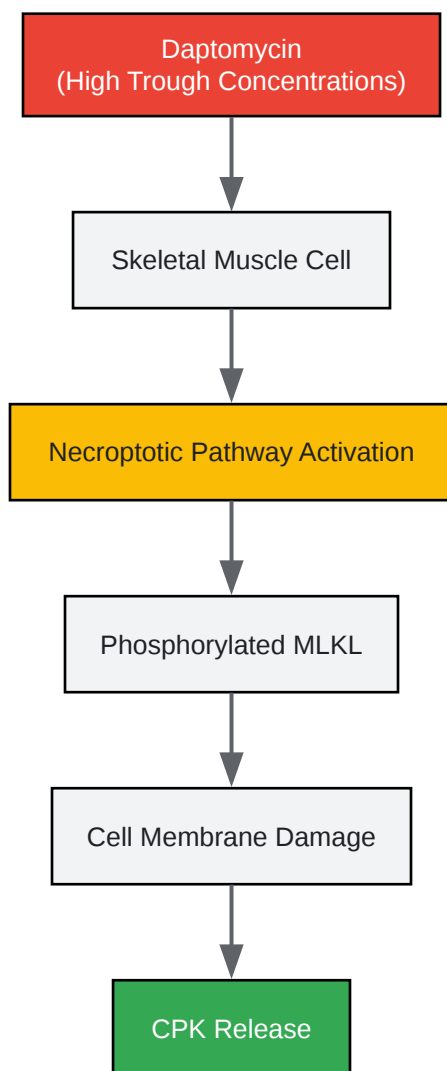 Daptomycin
(High Trough Concentrations)
Skeletal Muscle Cell
Necroptotic Pathway Activation
Phosphorylated MLKL
Cell Membrane Damage
CPK Release